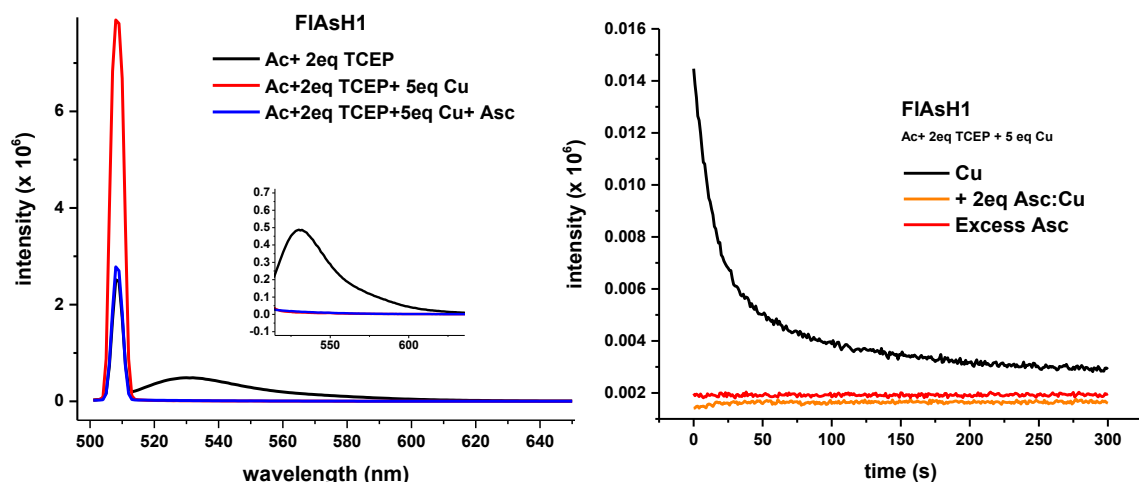 FlAsH1
Ac+ 2eq TCEP
Ac+2eq TCEP+ 5eq Cu
Ac+2eq TCEP+5eq Cu+ Asc
intensity (x 10⁶)
6
4
2
0
0.7
0.6
0.5
0.4
0.3
0.2
0.1
0.0
-0.1
550 600
500 520 540 560 580 600 620 640
wavelength (nm)
0.016
0.014
0.012
0.010
0.008
0.006
0.004
0.002
intensity (x 10⁶)
FlAsH1
Ac+ 2eq TCEP + 5 eq Cu
Cu
+ 2eq Asc:Cu
Excess Asc
0 50 100 150 200 250 300
time (s)